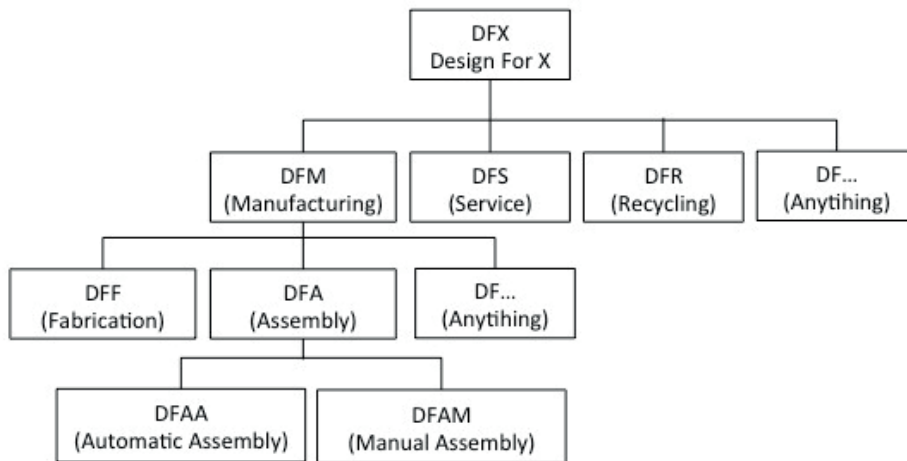 DFX
Design For X
DFM
(Manufacturing)
DFS
(Service)
DFR
(Recycling)
DF...
(Anytihing)
DFF
(Fabrication)
DFA
(Assembly)
DF...
(Anytihing)
DFAA
(Automatic Assembly)
DFAM
(Manual Assembly)